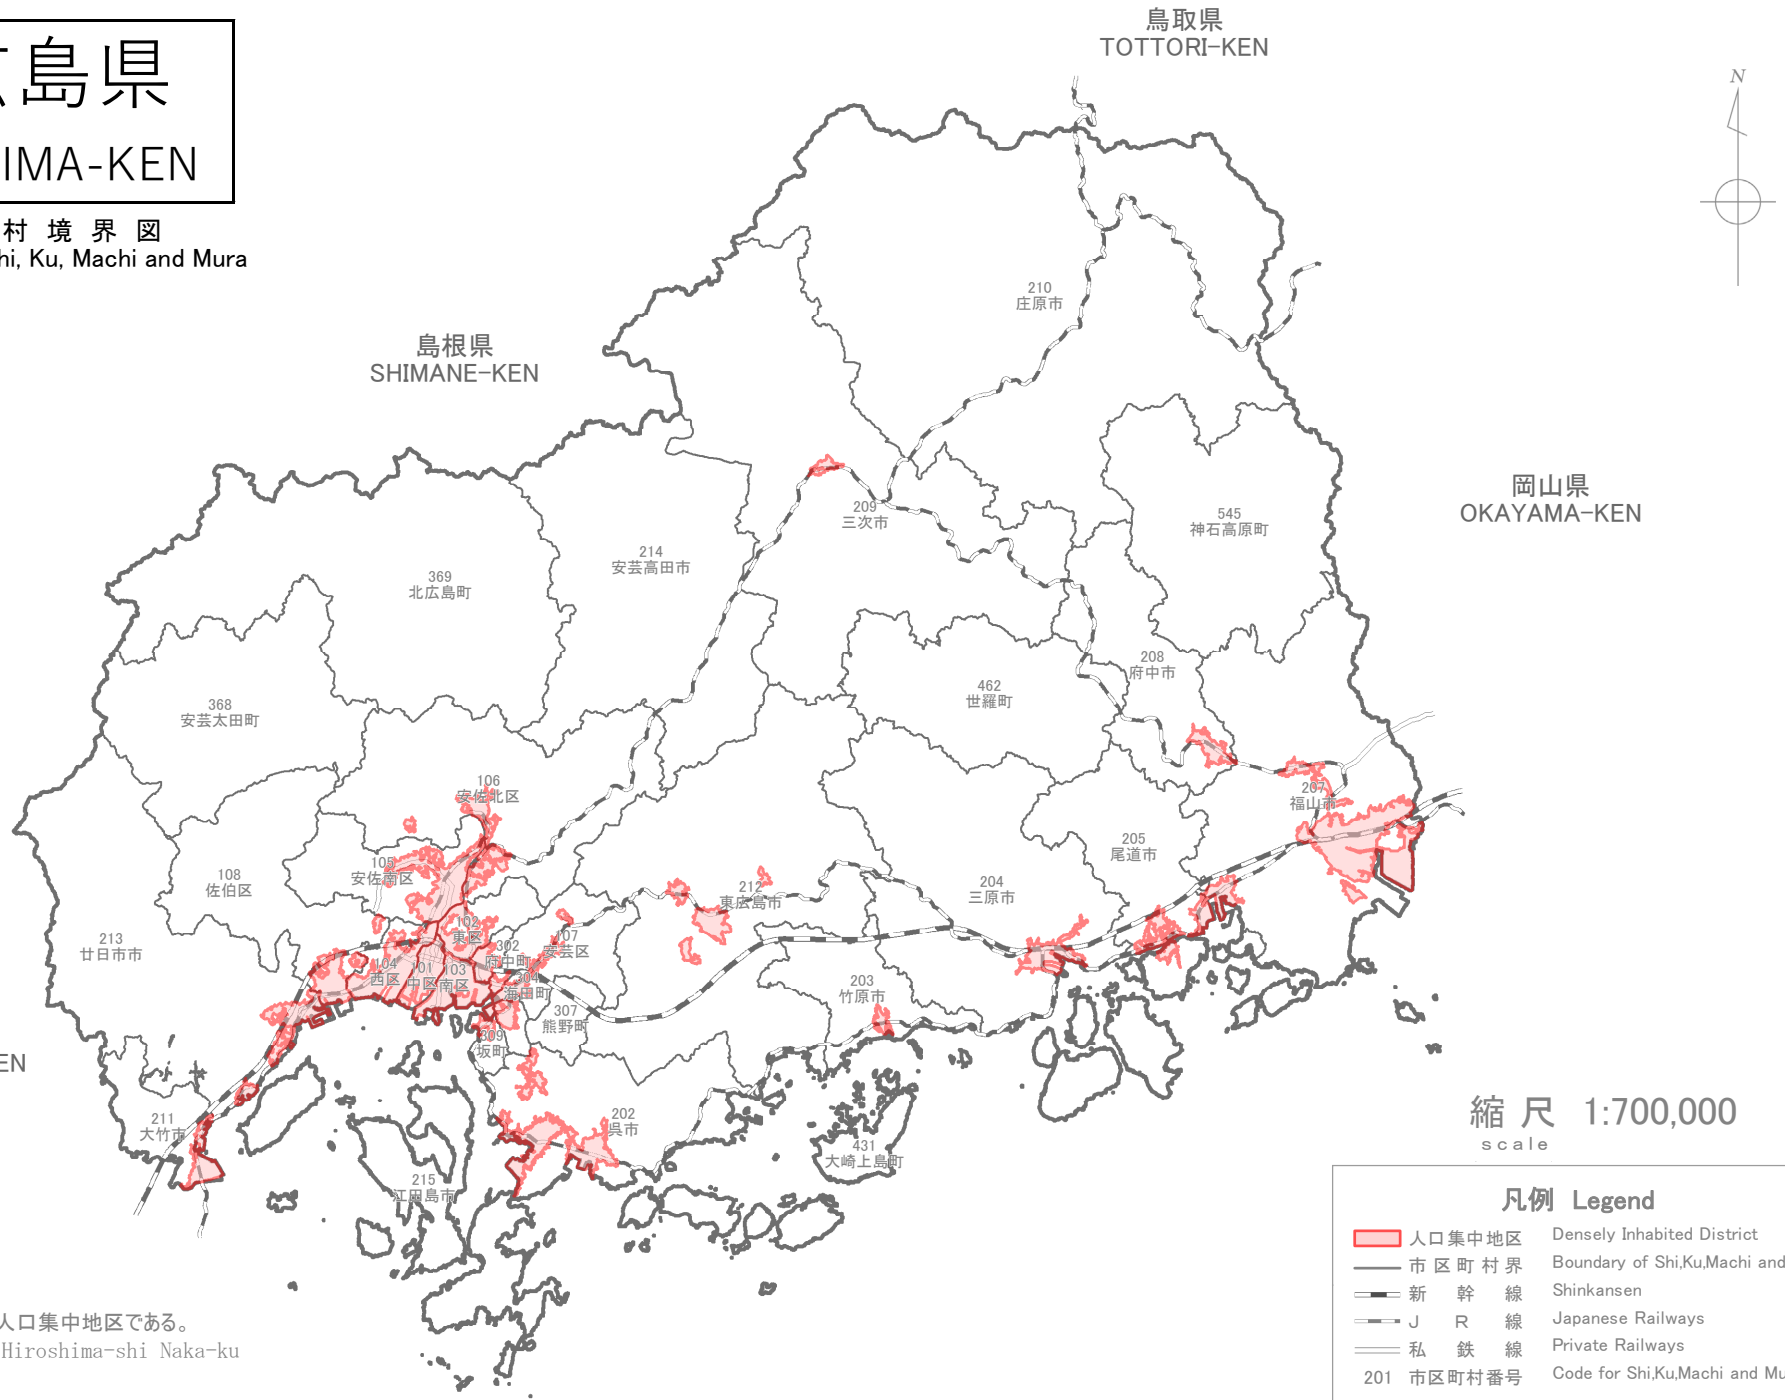 島県
IMA-KEN
村境界図
hi, Ku, Machi and Mura
鳥取県
TOTTORI-KEN
N
島根県
SHIMANE-KEN
岡山県
OKAYAMA-KEN
EN
210
庄原市
209
三次市
545
神石高原町
214
安芸高田市
369
北広島町
208
府中市
462
世羅町
368
安芸太田町
106
安佐北区
207
福山市
205
尾道市
105
安佐南区
108
佐伯区
212
東広島市
204
三原市
213
廿日市市
102
東区
302
府中町
107
安芸区
104
西区
101
中区
103
南区
304
海田町
203
竹原市
307
熊野町
309
坂町
211
大竹市
202
呉市
431
大崎上島町
215
江田島市
縮尺 1:700,000
scale
凡例 Legend
人口集中地区 Densely Inhabited District
市区町村界 Boundary of Shi,Ku,Machi and
新幹線 Shinkansen
JR線 Japanese Railways
私鉄線 Private Railways
201 市区町村番号 Code for Shi,Ku,Machi and Mu
人口集中地区である。
Hiroshima-shi Naka-ku